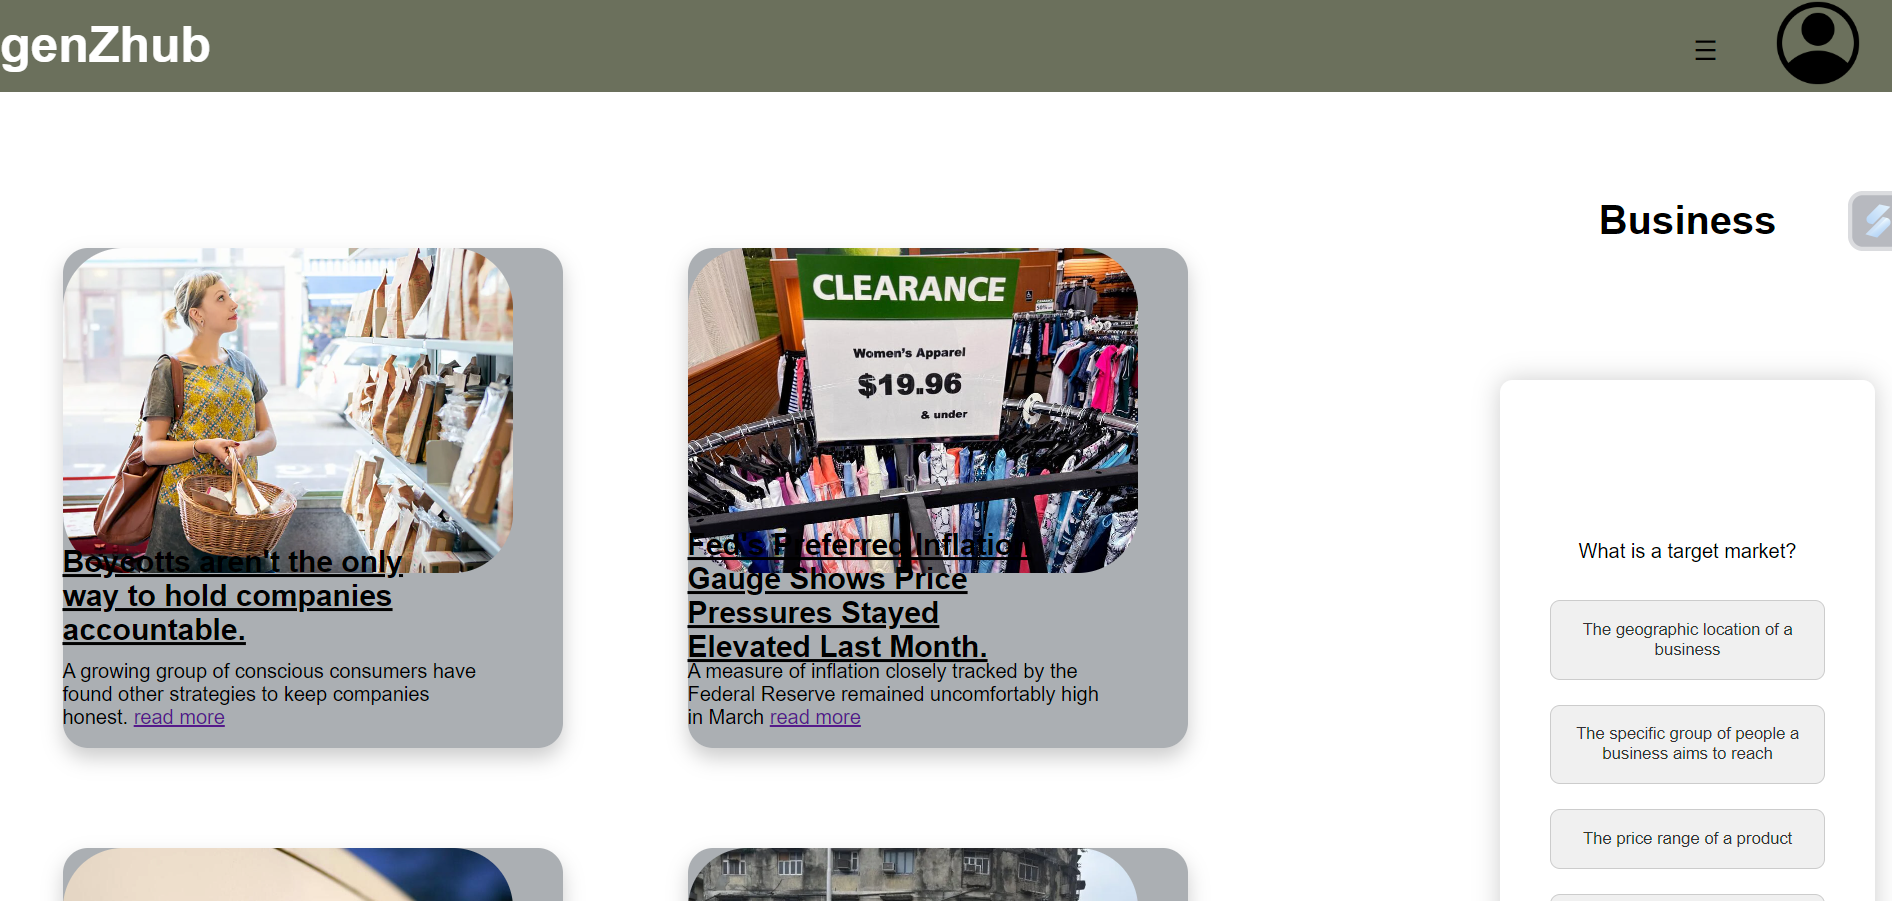 genZhub
☰
Business
CLEARANCE
Women's Apparel
$19.96
& under
Boycotts aren't the only
way to hold companies
accountable.
A growing group of conscious consumers have
found other strategies to keep companies
honest. read more
Fed's Preferred Inflation
Gauge Shows Price
Pressures Stayed
Elevated Last Month.
A measure of inflation closely tracked by the
Federal Reserve remained uncomfortably high
in March read more
What is a target market?
The geographic location of a
business
The specific group of people a
business aims to reach
The price range of a product